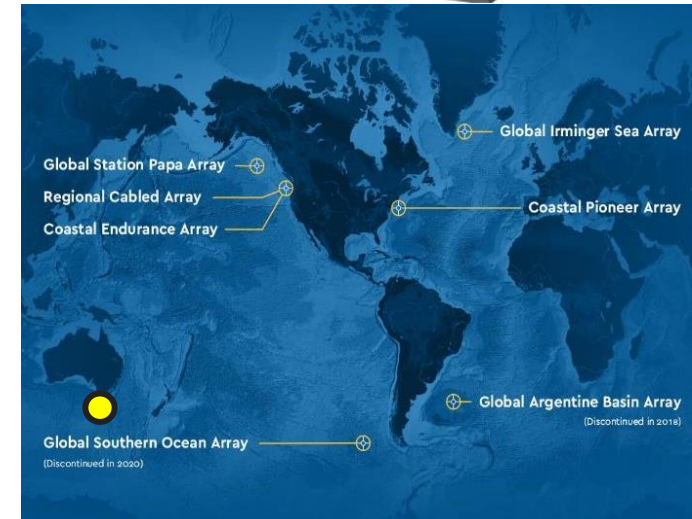 Global Irminger Sea Array
Global Station Papa Array
Regional Cabled Array
Coastal Pioneer Array
Coastal Endurance Array
Global Argentine Basin Array
(Discontinued in 2018)
Global Southern Ocean Array
(Discontinued in 2020)